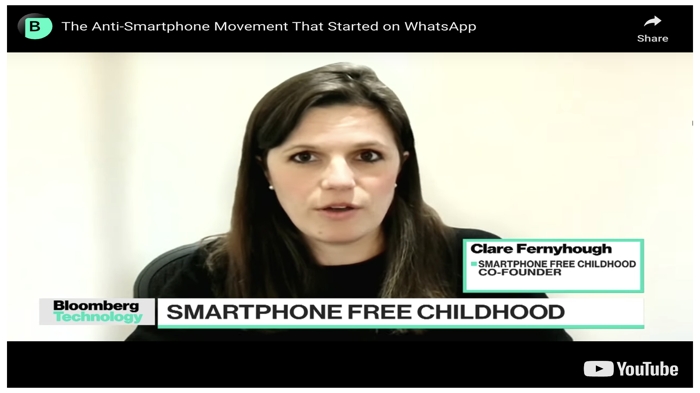 B
The Anti-Smartphone Movement That Started on WhatsApp
Share
Clare Fernyhough
SMARTPHONE FREE CHILDHOOD
CO-FOUNDER
Bloomberg
Technology
SMARTPHONE FREE CHILDHOOD
YouTube